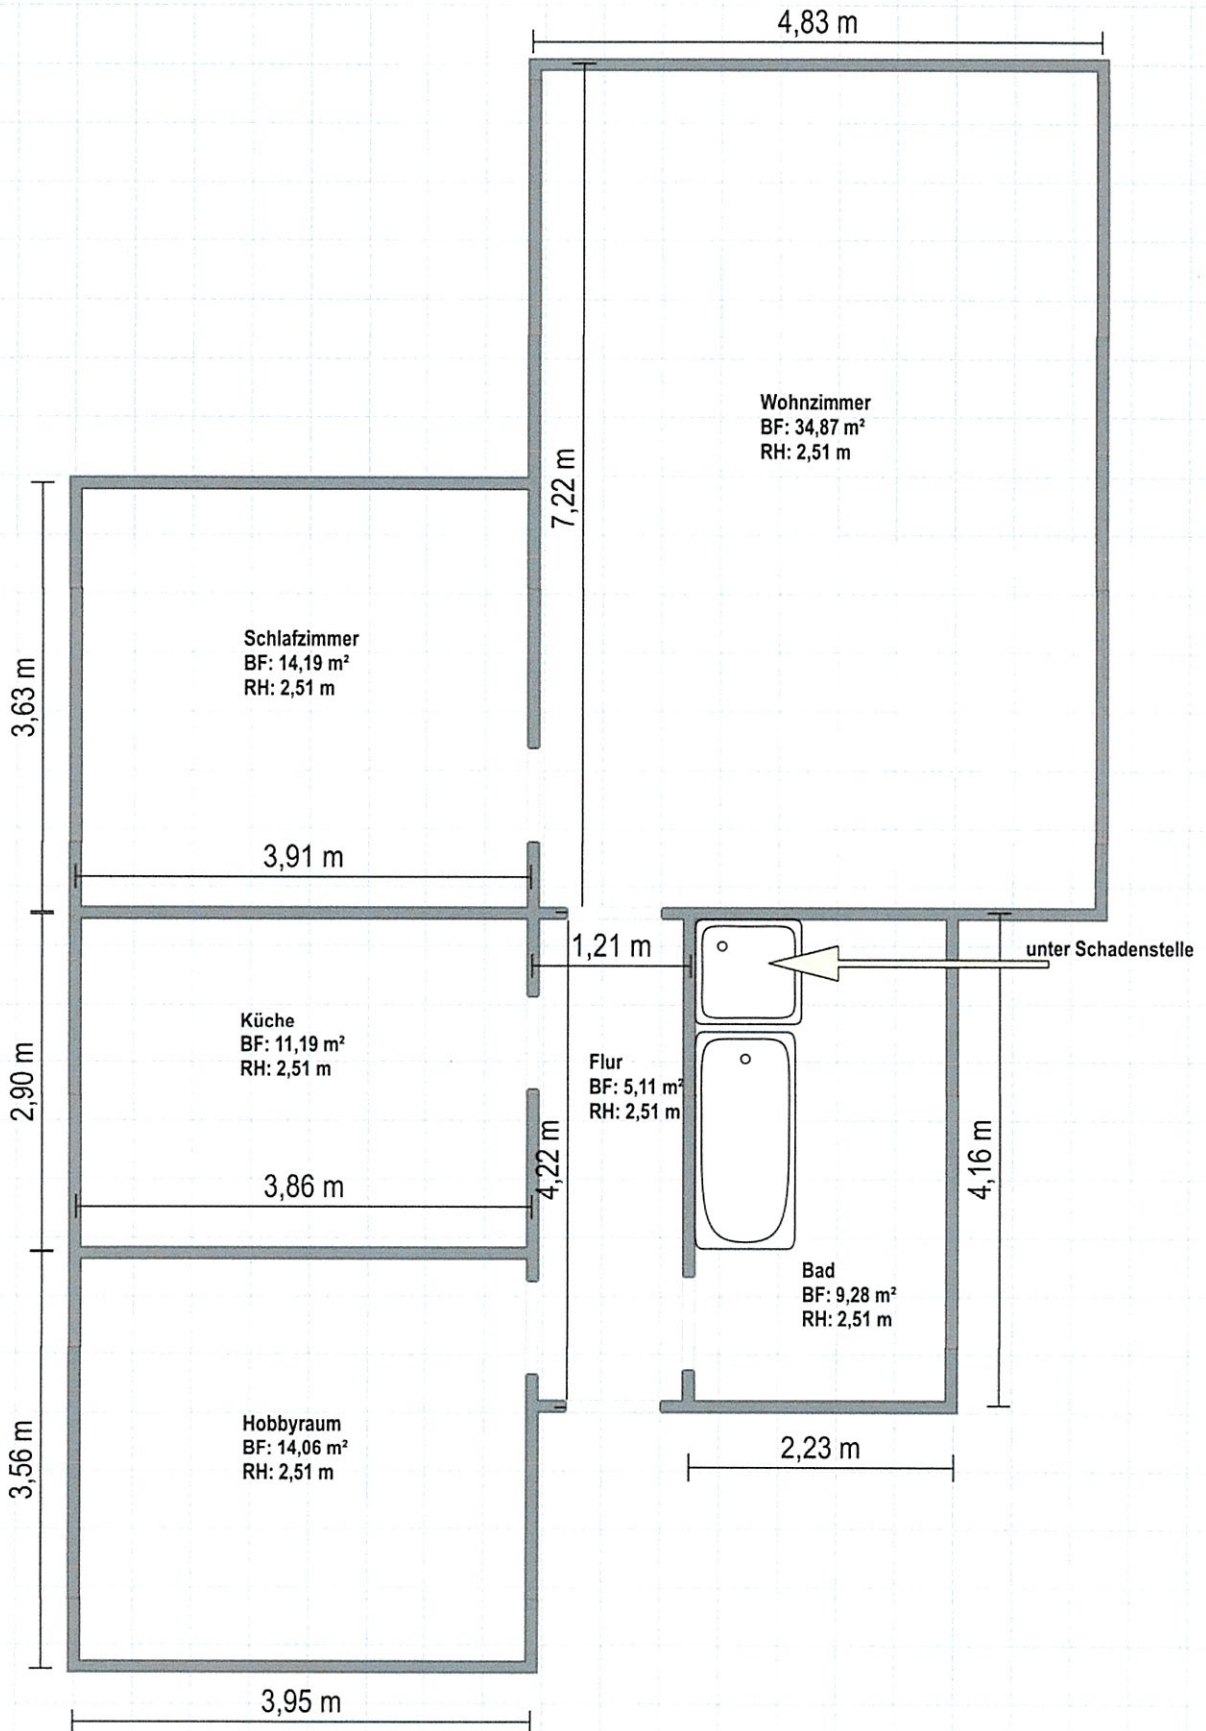 4,83 m
Wohnzimmer
BF: 34,87 m²
RH: 2,51 m
7,22 m
Schlafzimmer
BF: 14,19 m²
RH: 2,51 m
3,63 m
3,91 m
1,21 m
unter Schadenstelle
Küche
BF: 11,19 m²
RH: 2,51 m
2,90 m
Flur
BF: 5,11 m²
RH: 2,51 m
4,22 m
4,16 m
3,86 m
Bad
BF: 9,28 m²
RH: 2,51 m
Hobbyraum
BF: 14,06 m²
RH: 2,51 m
3,56 m
2,23 m
3,95 m